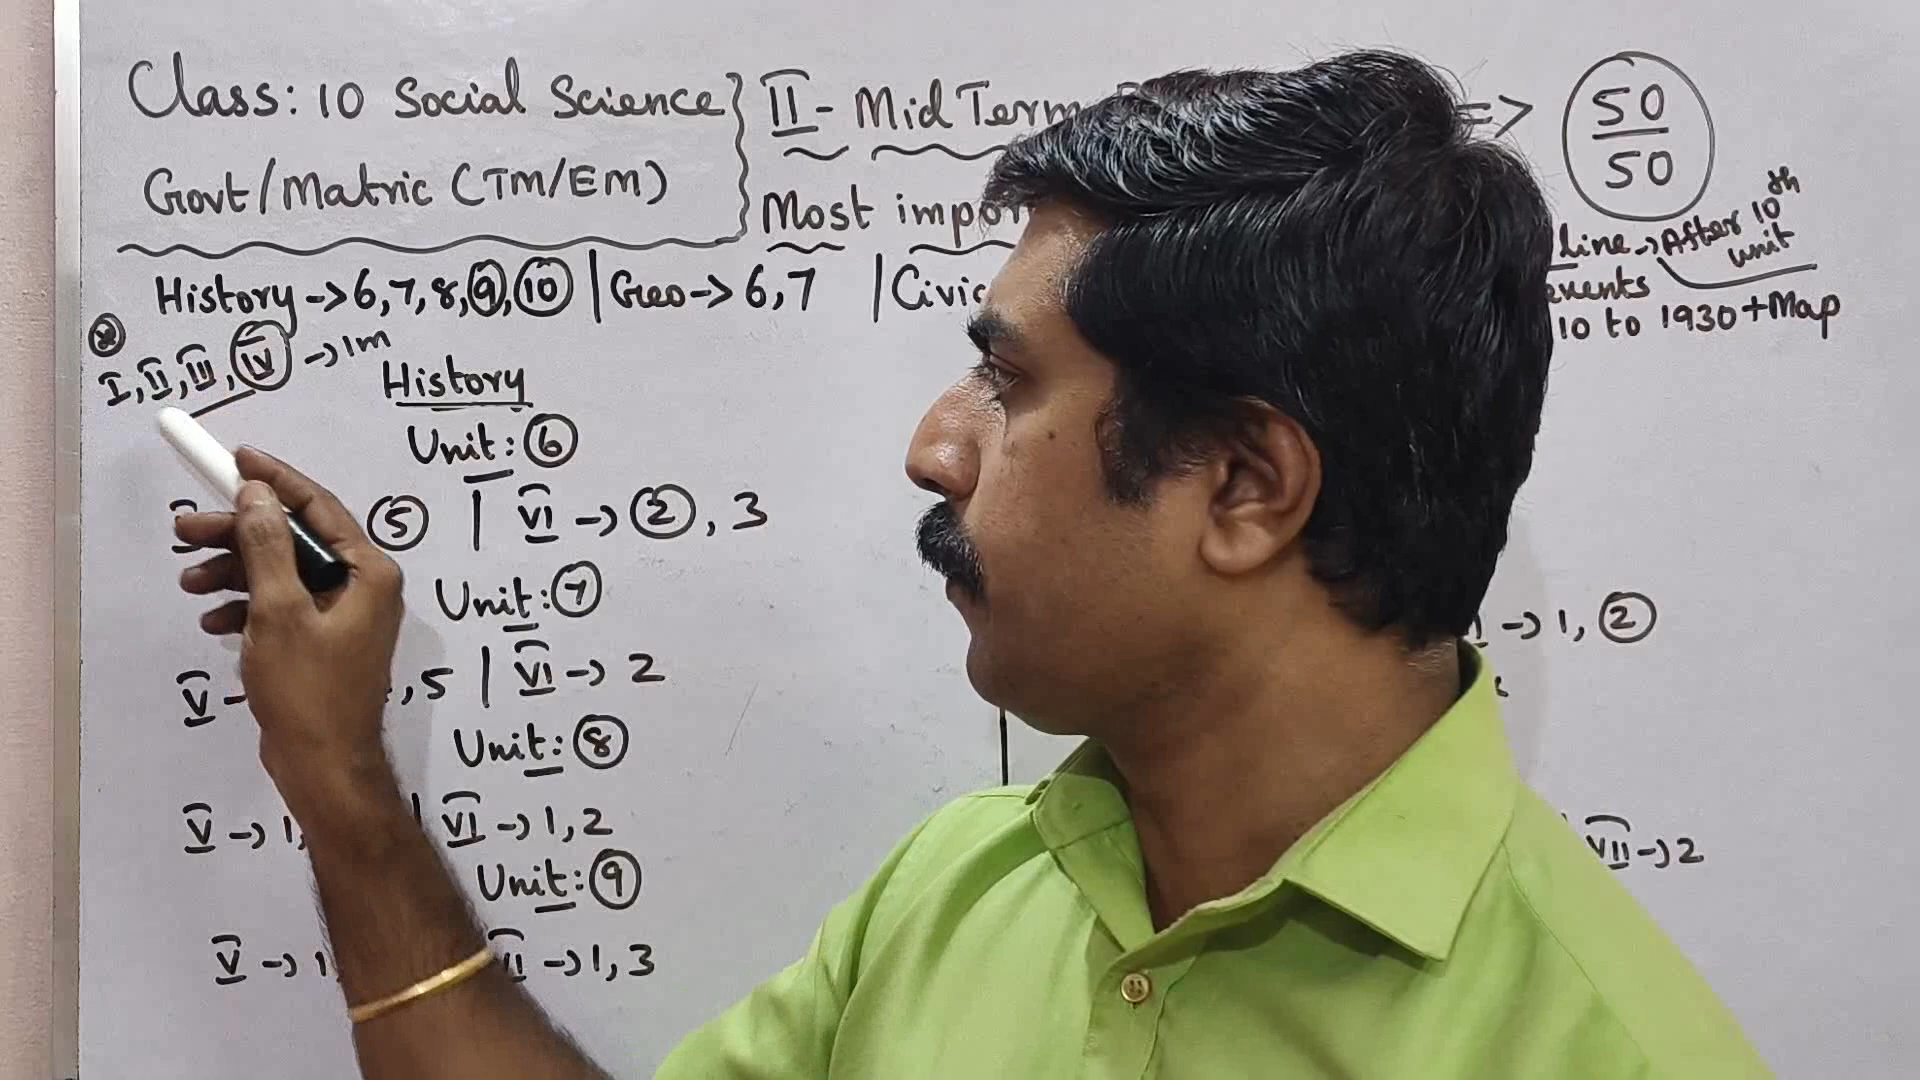 Class: 10 Social Science
Govt/Matric (TM/EM)
II - Mid Term
=> 50/50
Most
History -> 6, 7, 8, 9, 10 | Geo -> 6, 7 |
line -> After 10th unit
events
10 to 1930 + Map
I, II, III, IV -> 1m
History
Unit: 6
5 | VI -> 2, 3
Unit: 7
V - , 5 | VI -> 2
Unit: 8
V -> 1, | VI -> 1, 2
Unit: 9
V -> 1 -> 1, 3
-> 1, 2
VII -> 2